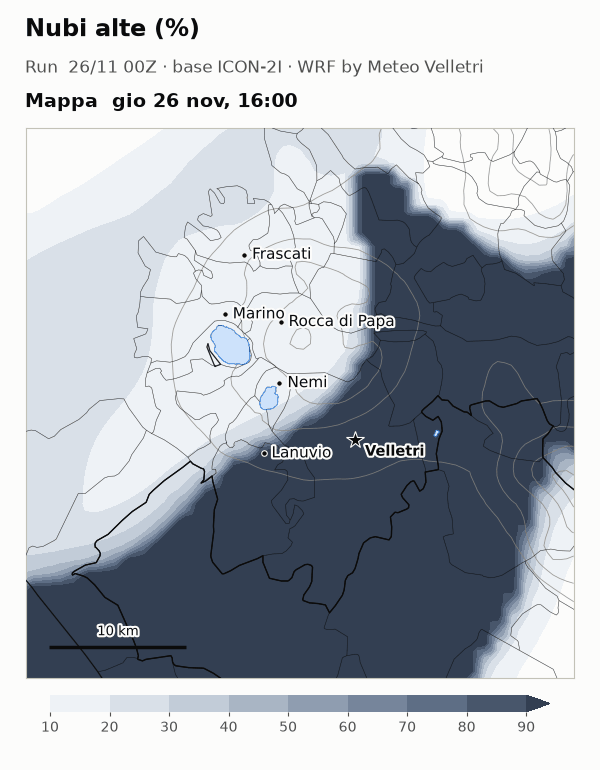 Nubi alte (%)
Run  26/11 00Z · base ICON-2I · WRF by Meteo Velletri
Mappa  gio 26 nov, 16:00
Frascati
Marino
Rocca di Papa
Nemi
Velletri
Lanuvio
10 km
10 20 30 40 50 60 70 80 90